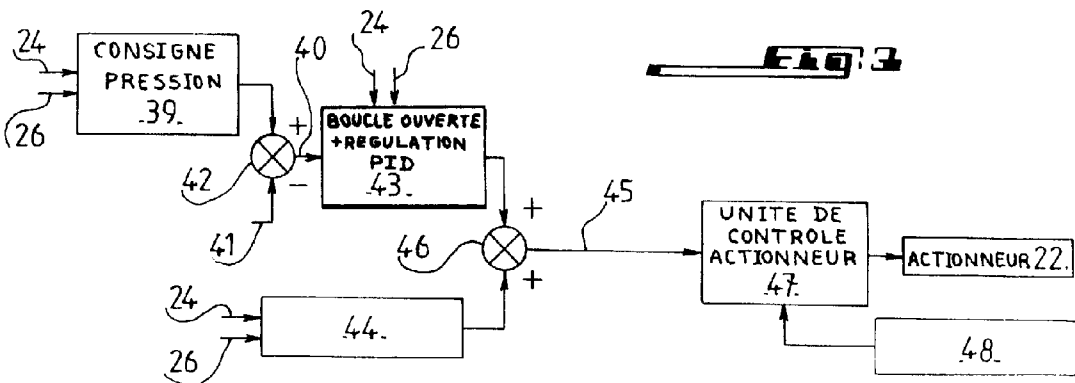 24
26
CONSIGNE
PRESSION
39
42
+
−
40
41
24
26
BOUCLE OUVERTE
+REGULATION
PID
43
Fig:3
24
26
44
46
+
+
45
UNITE DE
CONTROLE
ACTIONNEUR
47
ACTIONNEUR 22.
48